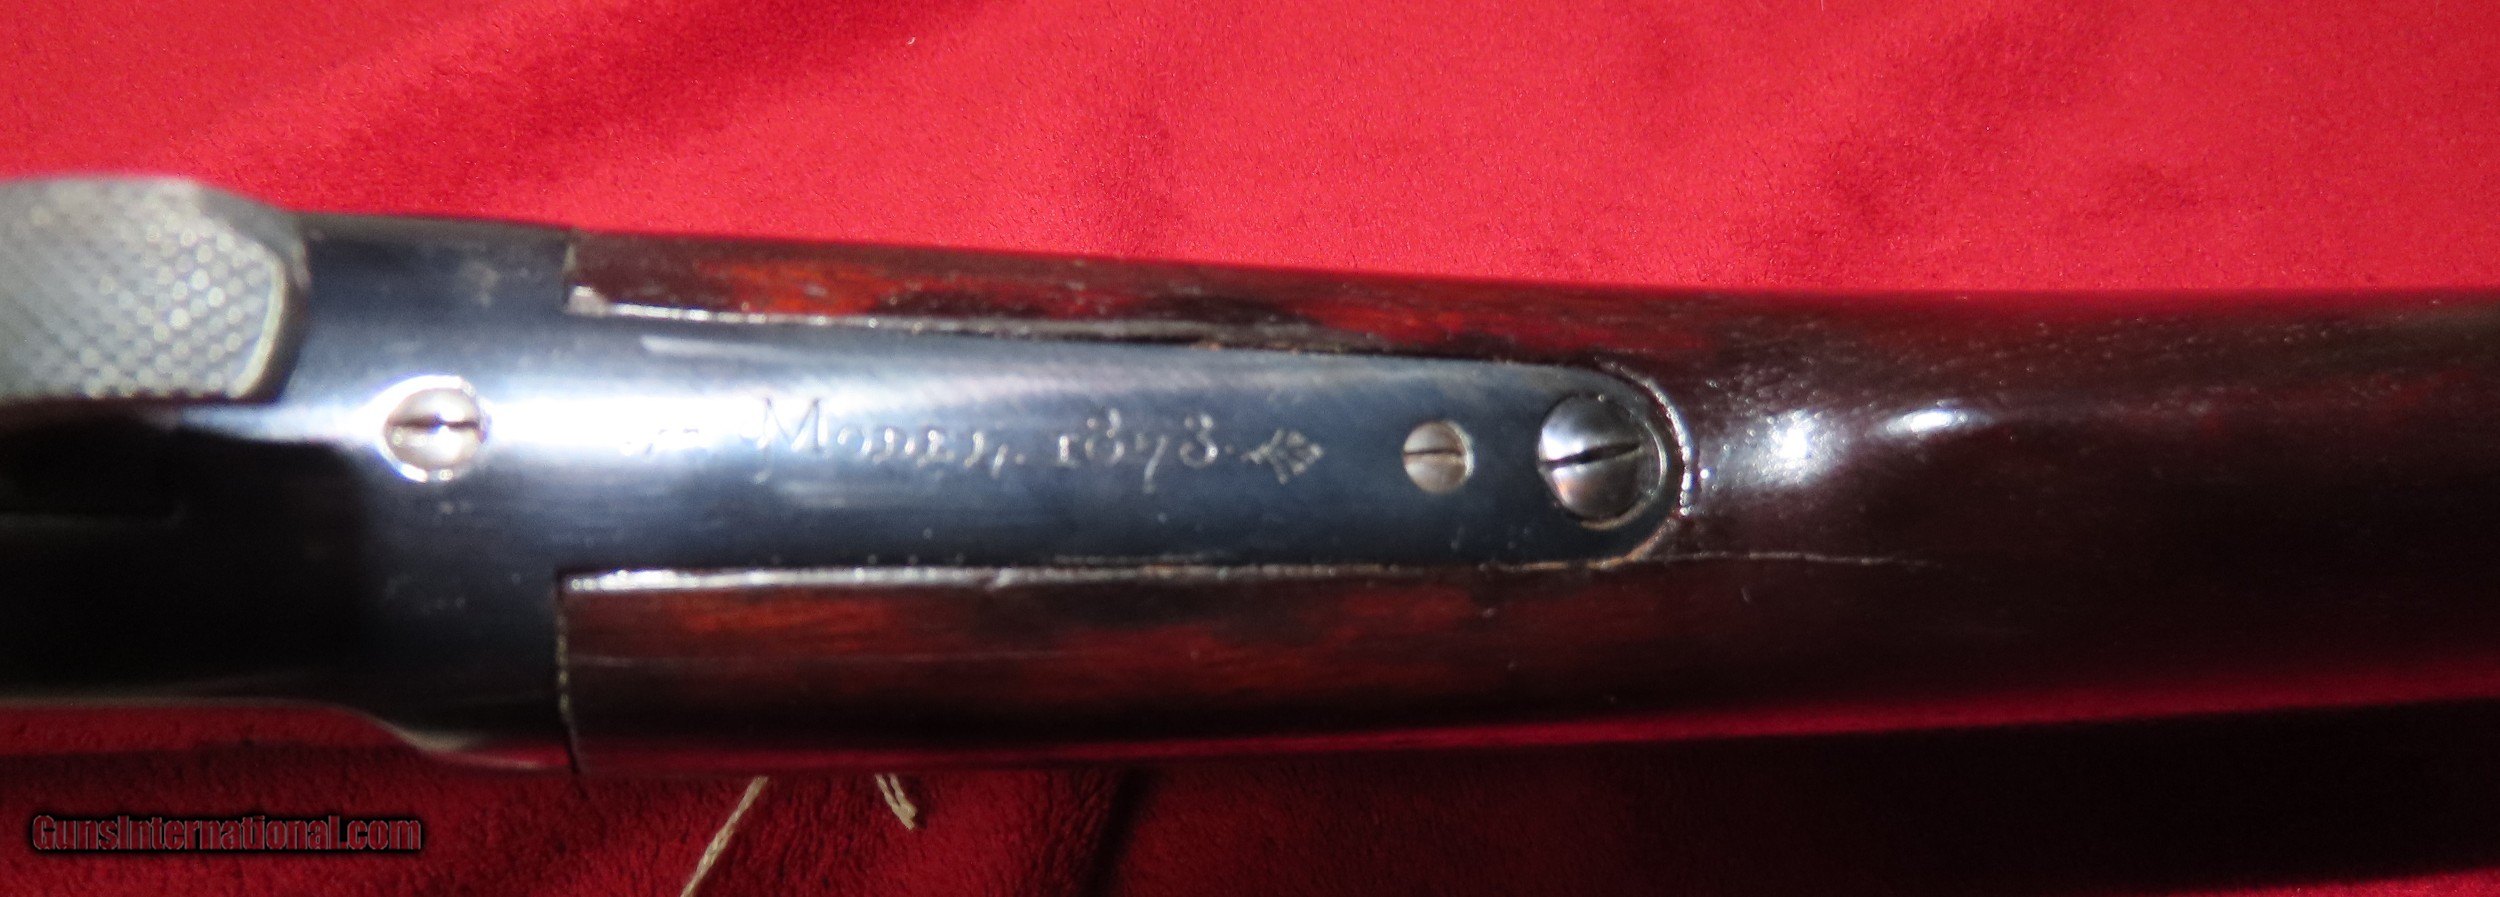 Model. 1873.
GunsInternational.com